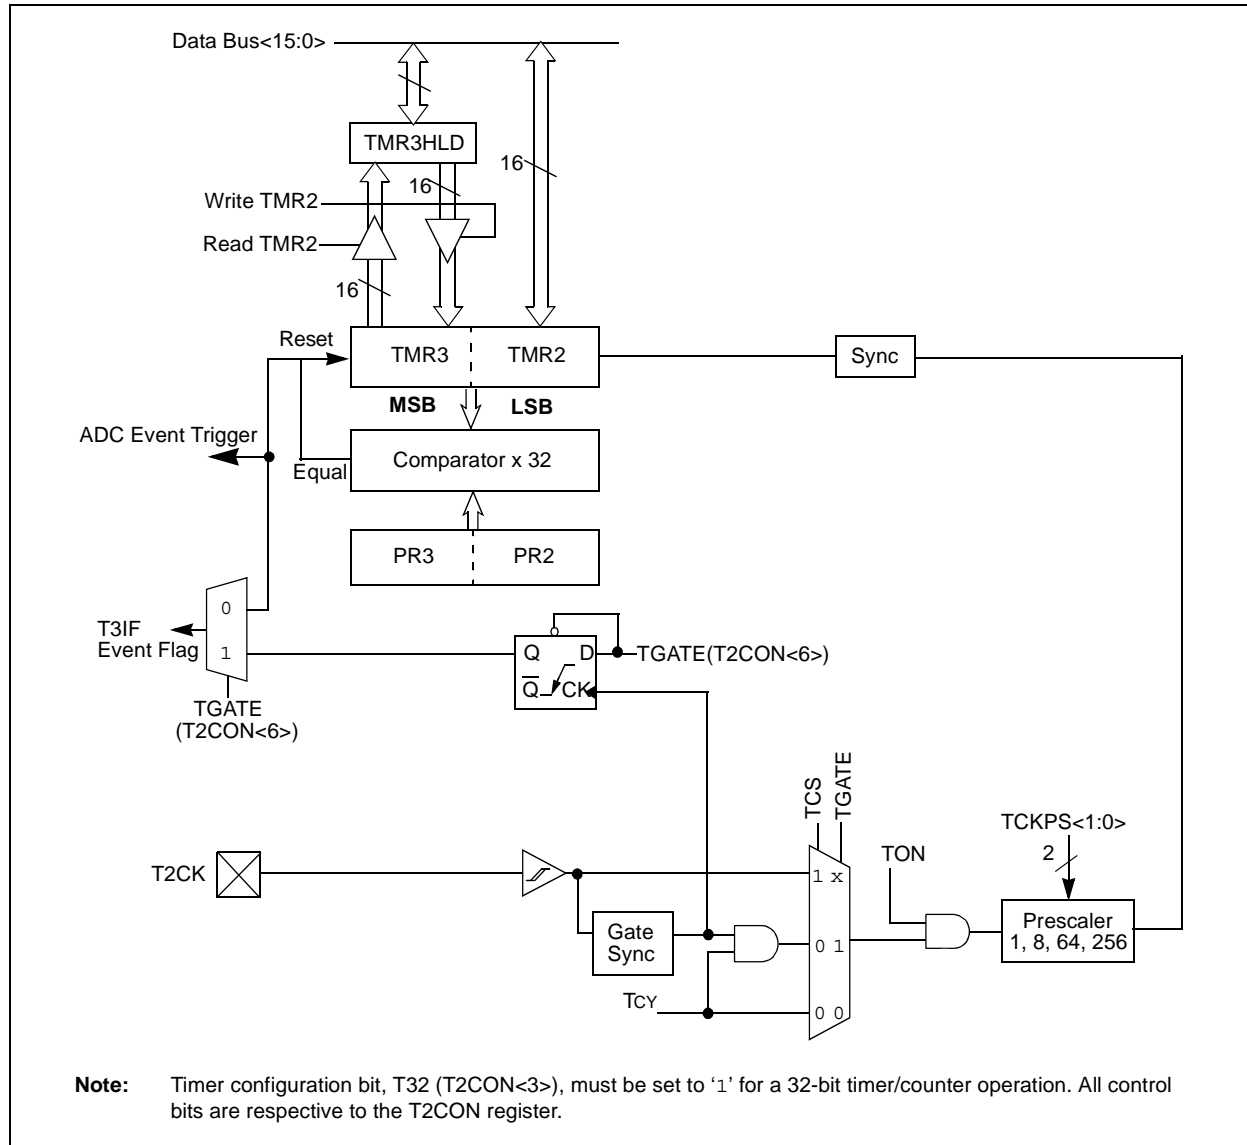 Data Bus<15:0>
TMR3HLD
16
16
Write TMR2
Read TMR2
16
Reset
TMR3
TMR2
Sync
MSB
LSB
ADC Event Trigger
Equal
Comparator x 32
PR3
PR2
0
T3IF
Event Flag
1
Q
D
TGATE(T2CON<6>)
Q
CK
TGATE
(T2CON<6>)
TCS
TGATE
TCKPS<1:0>
2
TON
T2CK
1 x
Gate
Sync
0 1
Prescaler
1, 8, 64, 256
TCY
0 0
Note: Timer configuration bit, T32 (T2CON<3>), must be set to ‘1’ for a 32-bit timer/counter operation. All control
bits are respective to the T2CON register.